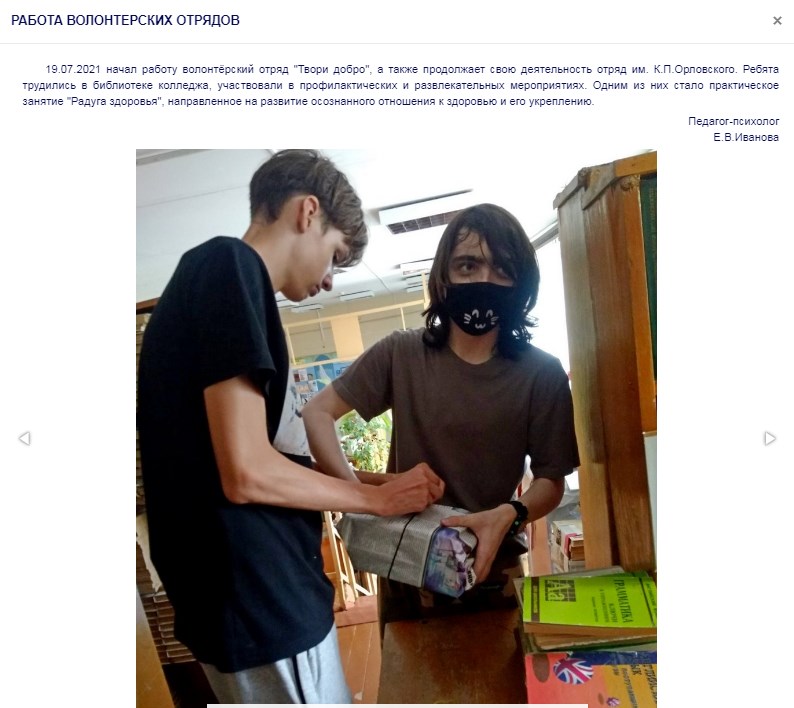 РАБОТА ВОЛОНТЕРСКИХ ОТРЯДОВ
×
19.07.2021 начал работу волонтёрский отряд "Твори добро", а также продолжает свою деятельность отряд им. К.П.Орловского. Ребята
трудились в библиотеке колледжа, участвовали в профилактических и развлекательных мероприятиях. Одним из них стало практическое
занятие "Радуга здоровья", направленное на развитие осознанного отношения к здоровью и его укреплению.
Педагог-психолог
Е.В.Иванова
ГРАММАТИКА